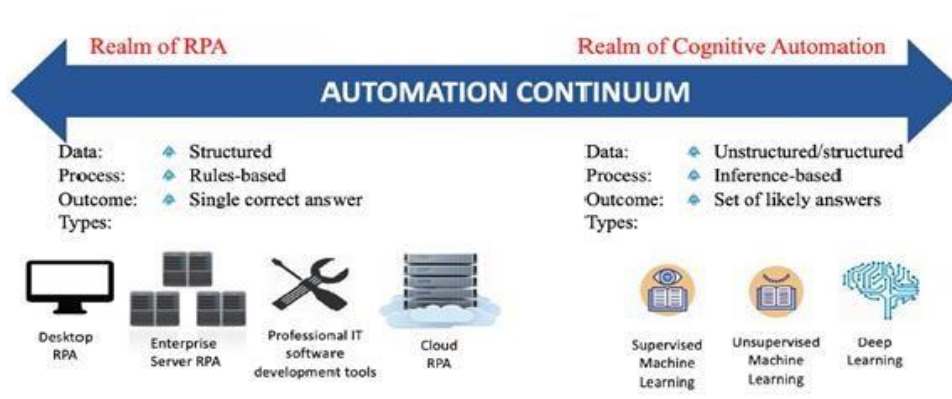 Realm of RPA
Realm of Cognitive Automation
AUTOMATION CONTINUUM
Data: Structured
Process: Rules-based
Outcome: Single correct answer
Types:
Data: Unstructured/structured
Process: Inference-based
Outcome: Set of likely answers
Types:
Desktop
RPA
Enterprise
Server RPA
Professional IT
software
development tools
Cloud
RPA
Supervised
Machine
Learning
Unsupervised
Machine
Learning
Deep
Learning